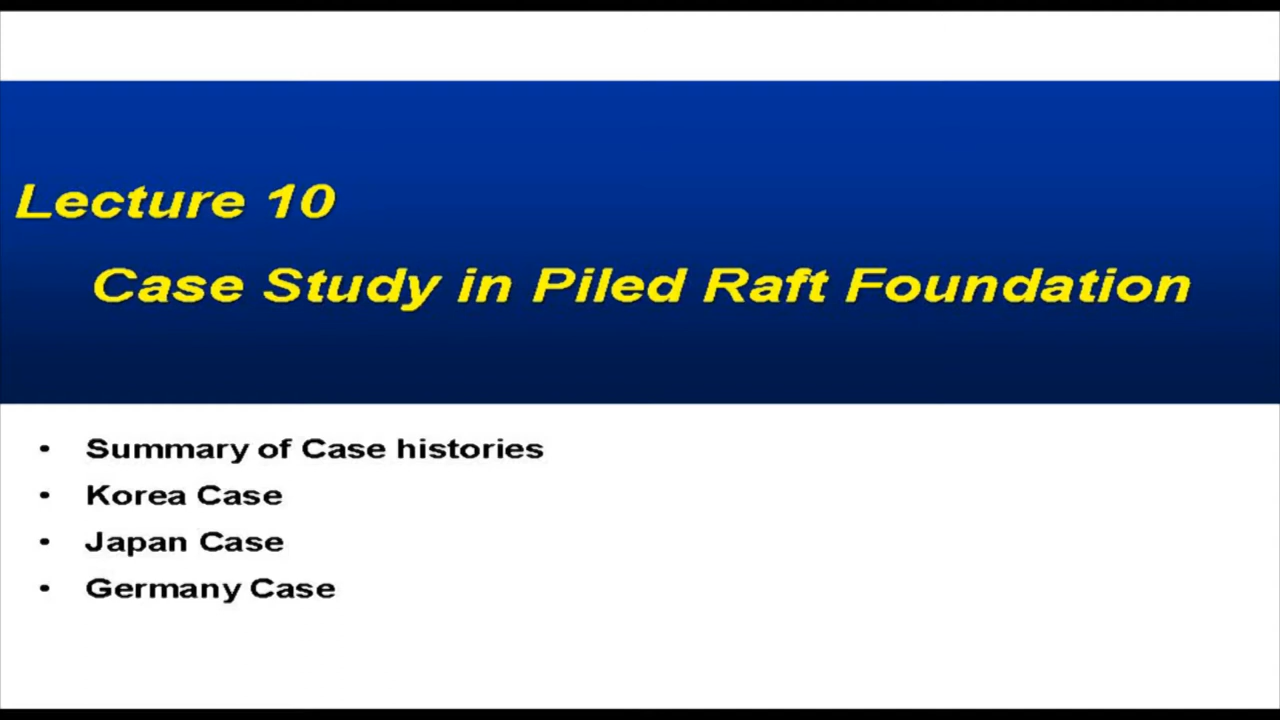 Lecture 10
Case Study in Piled Raft Foundation
• Summary of Case histories
• Korea Case
• Japan Case
• Germany Case